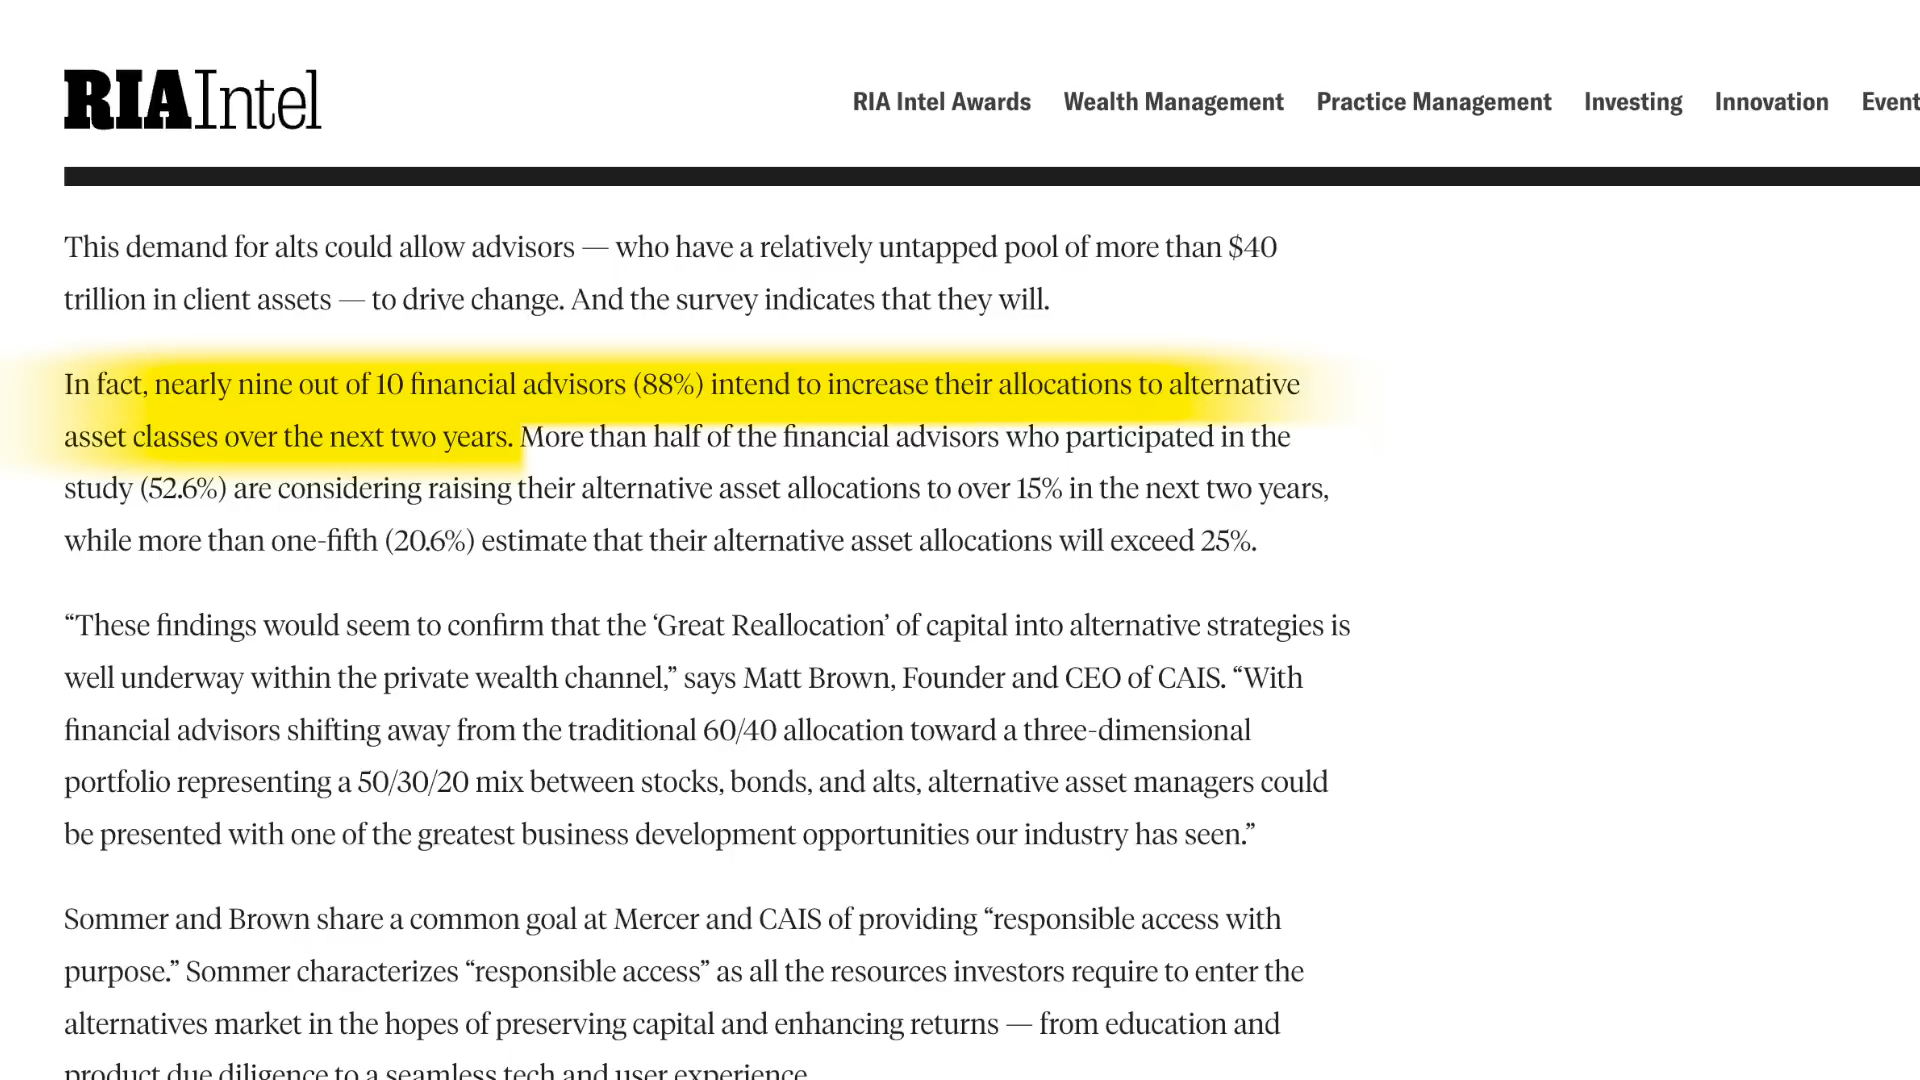 RIAIntel
RIA Intel Awards Wealth Management Practice Management Investing Innovation Event
This demand for alts could allow advisors — who have a relatively untapped pool of more than $40
trillion in client assets — to drive change. And the survey indicates that they will.
In fact, nearly nine out of 10 financial advisors (88%) intend to increase their allocations to alternative
asset classes over the next two years. More than half of the financial advisors who participated in the
study (52.6%) are considering raising their alternative asset allocations to over 15% in the next two years,
while more than one-fifth (20.6%) estimate that their alternative asset allocations will exceed 25%.
“These findings would seem to confirm that the ‘Great Reallocation’ of capital into alternative strategies is
well underway within the private wealth channel,” says Matt Brown, Founder and CEO of CAIS. “With
financial advisors shifting away from the traditional 60/40 allocation toward a three-dimensional
portfolio representing a 50/30/20 mix between stocks, bonds, and alts, alternative asset managers could
be presented with one of the greatest business development opportunities our industry has seen.”
Sommer and Brown share a common goal at Mercer and CAIS of providing “responsible access with
purpose.” Sommer characterizes “responsible access” as all the resources investors require to enter the
alternatives market in the hopes of preserving capital and enhancing returns — from education and
product due diligence to a seamless tech and user experience.